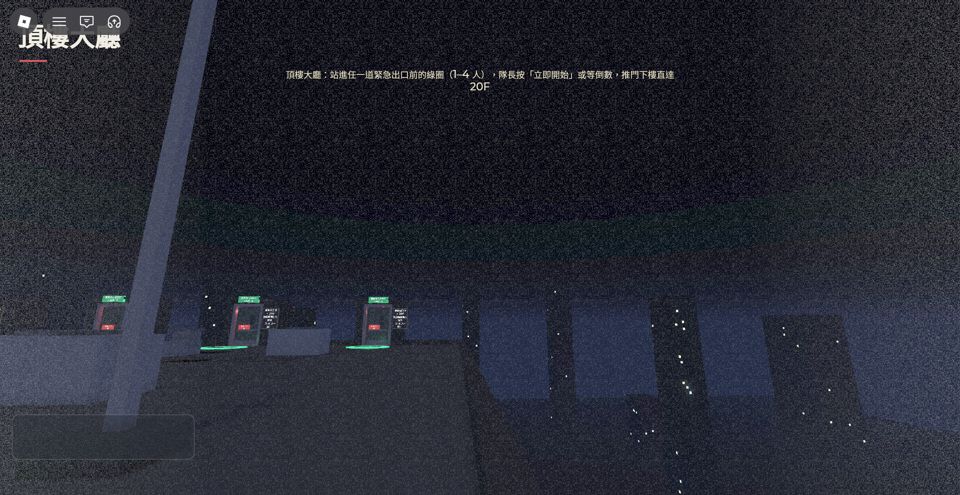 頂樓大廳
頂樓大廳：站進任一道緊急出口前的綠圈（1–4 人），隊長按「立即開始」或等倒數，推門下樓直達
20F